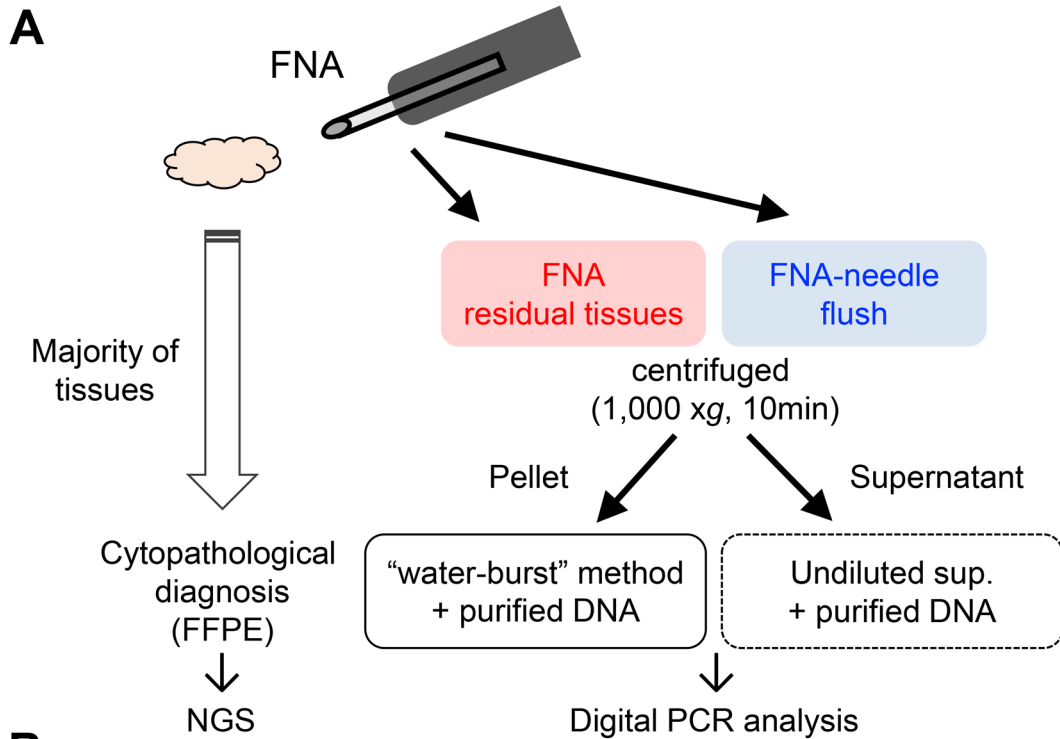 A
FNA
FNA
residual tissues
FNA-needle
flush
Majority of
tissues
centrifuged
(1,000 xg, 10min)
Pellet
Supernatant
Cytopathological
diagnosis
(FFPE)
“water-burst” method
+ purified DNA
Undiluted sup.
+ purified DNA
NGS
Digital PCR analysis